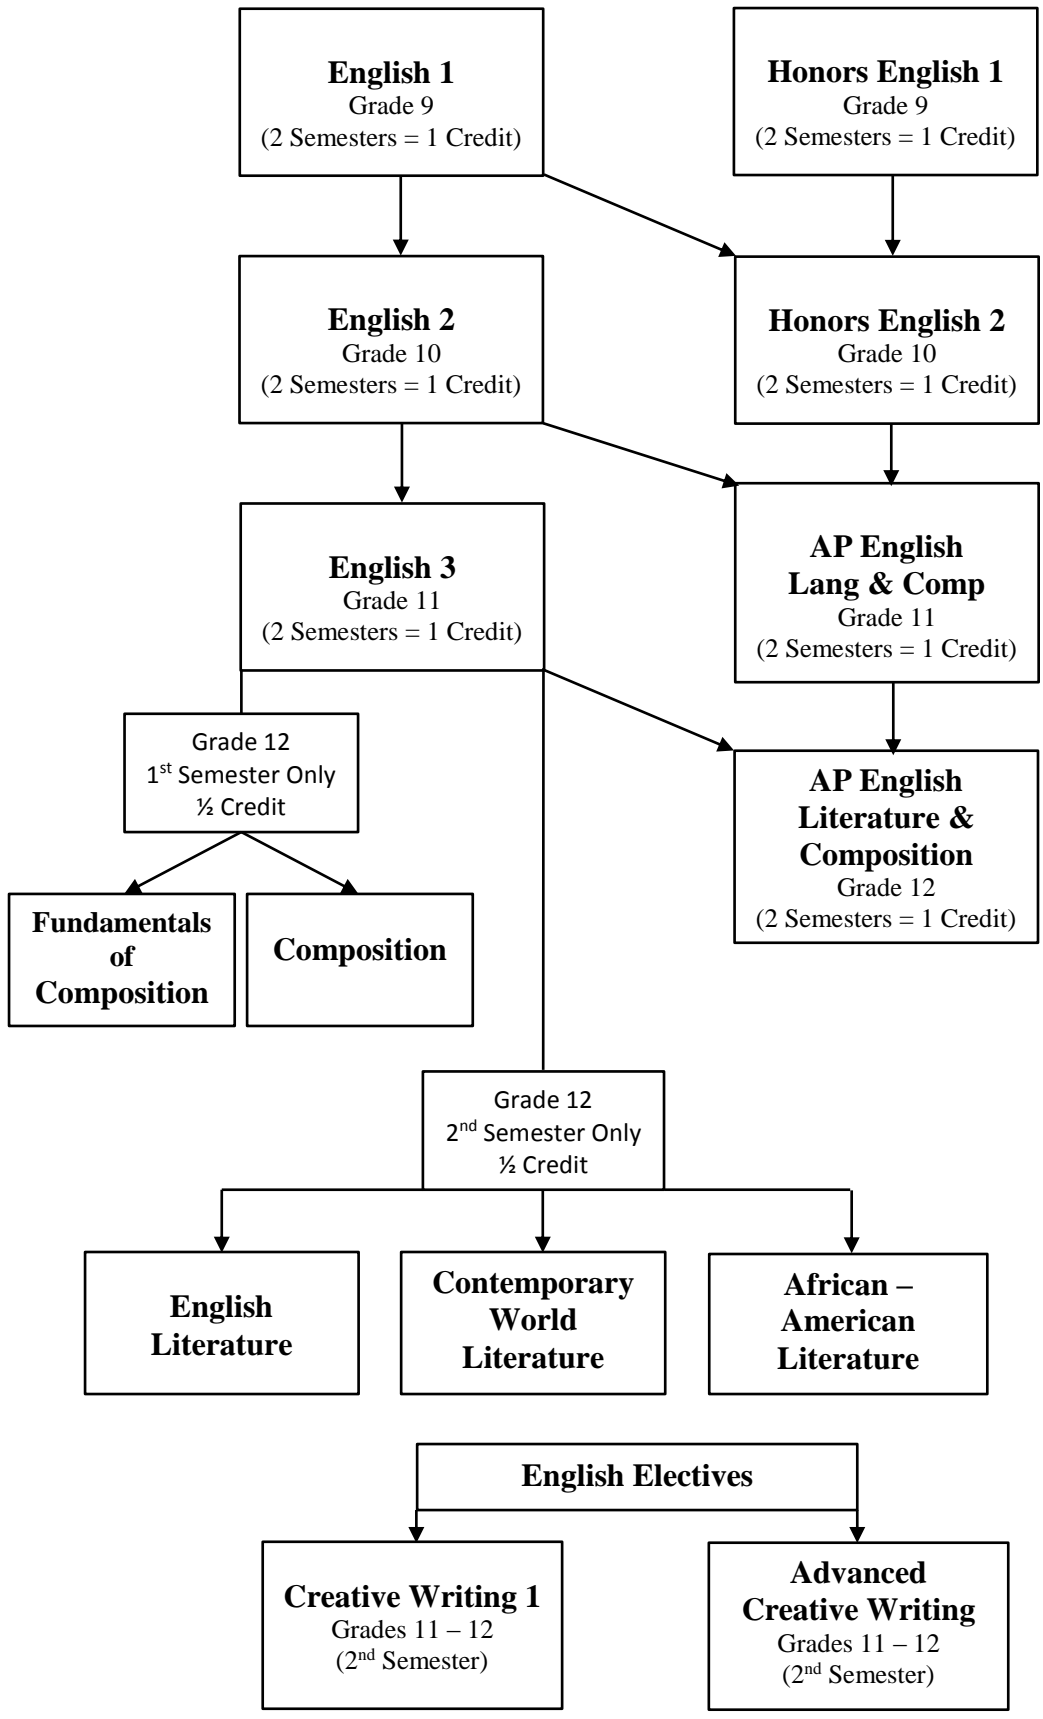 English 1
Grade 9
(2 Semesters = 1 Credit)
Honors English 1
Grade 9
(2 Semesters = 1 Credit)
English 2
Grade 10
(2 Semesters = 1 Credit)
Honors English 2
Grade 10
(2 Semesters = 1 Credit)
English 3
Grade 11
(2 Semesters = 1 Credit)
AP English
Lang & Comp
Grade 11
(2 Semesters = 1 Credit)
Grade 12
1st Semester Only
½ Credit
AP English
Literature &
Composition
Grade 12
(2 Semesters = 1 Credit)
Fundamentals
of
Composition
Composition
Grade 12
2nd Semester Only
½ Credit
English
Literature
Contemporary
World
Literature
African –
American
Literature
English Electives
Creative Writing 1
Grades 11 – 12
(2nd Semester)
Advanced
Creative Writing
Grades 11 – 12
(2nd Semester)